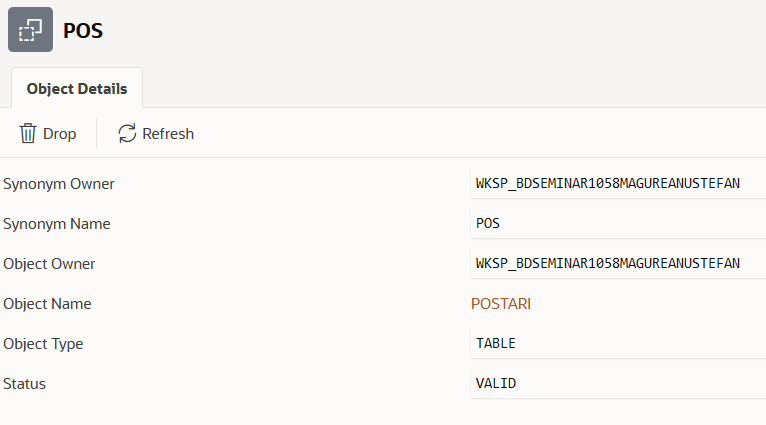 POS
Object Details
Drop Refresh
Synonym Owner WKSP_BDSEMINAR1058MAGUREANUSTEFAN
Synonym Name POS
Object Owner WKSP_BDSEMINAR1058MAGUREANUSTEFAN
Object Name POSTARI
Object Type TABLE
Status VALID